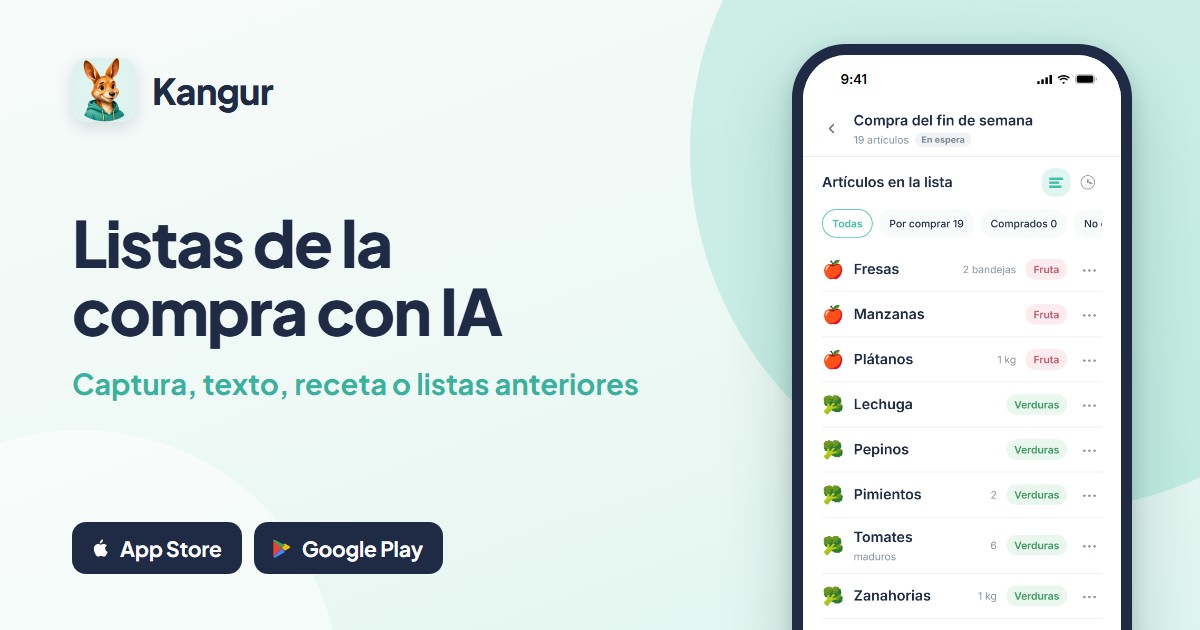 Kangur
Listas de la
compra con IA
Captura, texto, receta o listas anteriores
App Store
Google Play
9:41
Compra del fin de semana
19 artículos En espera
Artículos en la lista
Todas Por comprar 19 Comprados 0 No
Fresas 2 bandejas Fruta
Manzanas Fruta
Plátanos 1 kg Fruta
Lechuga Verduras
Pepinos Verduras
Pimientos 2 Verduras
Tomates 6 Verduras
maduros
Zanahorias 1 kg Verduras